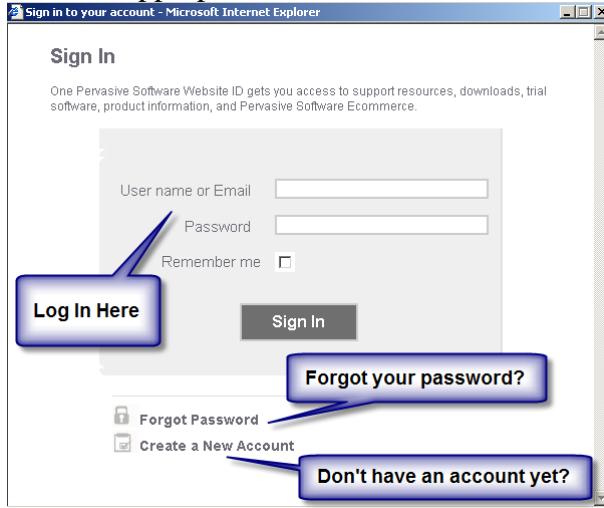 Sign in to your account - Microsoft Internet Explorer
Sign In
One Pervasive Software Website ID gets you access to support resources, downloads, trial
software, product information, and Pervasive Software Ecommerce.
User name or Email
Password
Remember me
Log In Here
Sign In
Forgot your password?
Forgot Password
Create a New Account
Don't have an account yet?